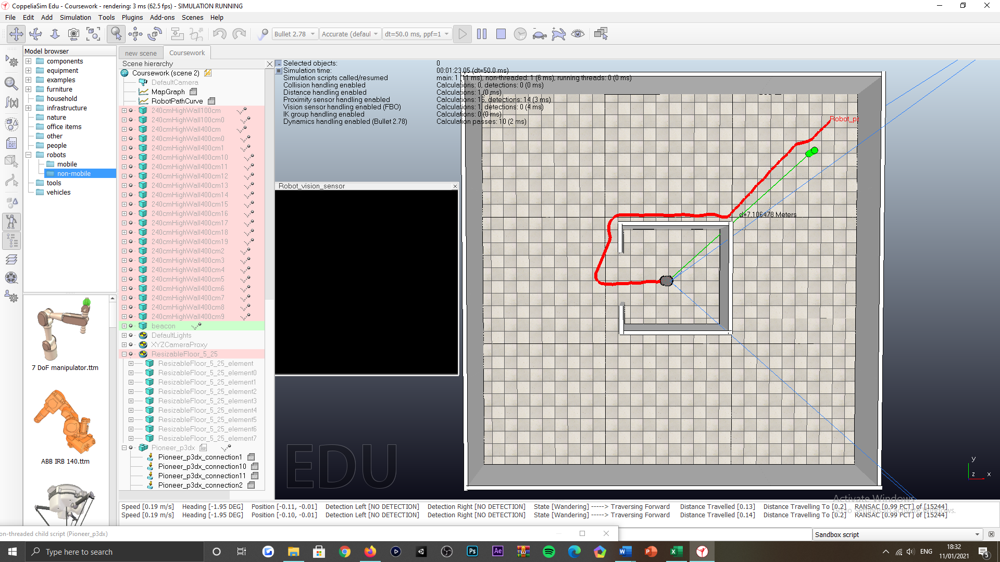 CoppeliaSim Edu - Coursework - rendering: 3 ms (62.5 fps) - SIMULATION RUNNING
File Edit Add Simulation Tools Plugins Add-ons Scenes Help
Bullet 2.78 Accurate (defaul dt=50.0 ms, ppf=1
Model browser
components
equipment
examples
furniture
household
infrastructure
nature
office items
other
people
robots
mobile
non-mobile
tools
vehicles
7 DoF manipulator.ttm
ABB IRB 140.ttm
new scene Coursework
Scene hierarchy
Coursework (scene 2)
DefaultCamera
MapGraph
RobotPathCurve
240cmHighWall100cm
240cmHighWall100cm0
240cmHighWall400cm
240cmHighWall400cm0
240cmHighWall400cm1
240cmHighWall400cm10
240cmHighWall400cm11
240cmHighWall400cm12
240cmHighWall400cm13
240cmHighWall400cm14
240cmHighWall400cm15
240cmHighWall400cm16
240cmHighWall400cm17
240cmHighWall400cm18
240cmHighWall400cm19
240cmHighWall400cm2
240cmHighWall400cm3
240cmHighWall400cm4
240cmHighWall400cm5
240cmHighWall400cm6
240cmHighWall400cm7
240cmHighWall400cm8
240cmHighWall400cm9
beacon
DefaultLights
XYZCameraProxy
ResizableFloor_5_25
ResizableFloor_5_25_element
ResizableFloor_5_25_element0
ResizableFloor_5_25_element1
ResizableFloor_5_25_element2
ResizableFloor_5_25_element3
ResizableFloor_5_25_element4
ResizableFloor_5_25_element5
ResizableFloor_5_25_element6
ResizableFloor_5_25_element7
Pioneer_p3dx
Pioneer_p3dx_connection1
Pioneer_p3dx_connection10
Pioneer_p3dx_connection11
Pioneer_p3dx_connection2
Selected objects: 0
Simulation time: 00:01:23.05 (dt=50.0 ms)
Simulation scripts called/resumed main: 1 (11 ms), non-threaded: 1 (6 ms), running threads: 0 (0 ms)
Collision handling enabled Calculations: 0, detections: 0 (0 ms)
Distance handling enabled Calculations: 1 (0 ms)
Proximity sensor handling enabled Calculations: 16, detections: 14 (3 ms)
Vision sensor handling enabled (FBO) Calculations: 1, detections: 0 (4 ms)
IK group handling enabled Calculations: 0 (0 ms)
Dynamics handling enabled (Bullet 2.78) Calculation passes: 10 (2 ms)
Robot_vision_sensor
Robot_pa
d=7.106478 Meters
EDU
y
z x
Activate Windows
Go to Settings to activate Windows.
Speed [0.19 m/s] Heading [-1.95 DEG] Position [-0.11, -0.01] Detection Left [NO DETECTION] Detection Right [NO DETECTION] State [Wandering] -----> Traversing Forward Distance Travelled [0.13] Distance Travelling To [0.2] RANSAC [0.99 PCT] of [15244]
Speed [0.19 m/s] Heading [-1.95 DEG] Position [-0.10, -0.01] Detection Left [NO DETECTION] Detection Right [NO DETECTION] State [Wandering] -----> Traversing Forward Distance Travelled [0.14] Distance Travelling To [0.2] RANSAC [0.99 PCT] of [15244]
on-threaded child script (Pioneer_p3dx)
Sandbox script
Type here to search
Ps
Ae
ENG
18:32
11/01/2021
5